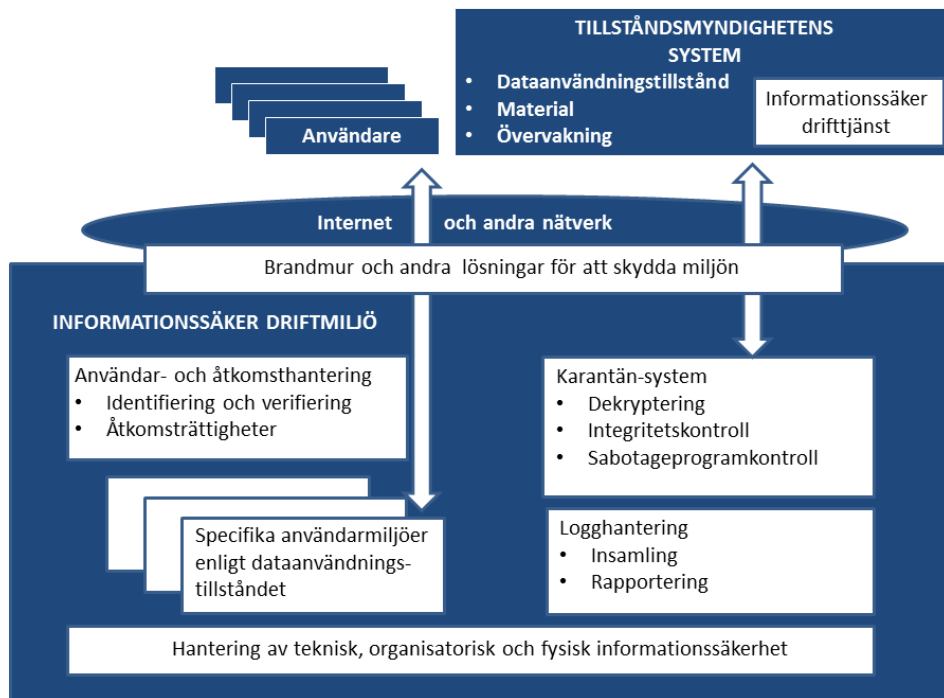 TILLSTÅNDSMYNDIGHETENS
SYSTEM
• Dataanvändningstillstånd
• Material
• Övervakning
Informationssäker
drifttjänst
Användare
Internet och andra nätverk
Brandmur och andra lösningar för att skydda miljön
INFORMATIONSSÄKER DRIFTMILJÖ
Användar- och åtkomsthantering
• Identifiering och verifiering
• Åtkomsträttigheter
Karantän-system
• Dekryptering
• Integritetskontroll
• Sabotageprogramkontroll
Specifika användarmiljöer
enligt dataanvändnings-
tillståndet
Logghantering
• Insamling
• Rapportering
Hantering av teknisk, organisatorisk och fysisk informationssäkerhet